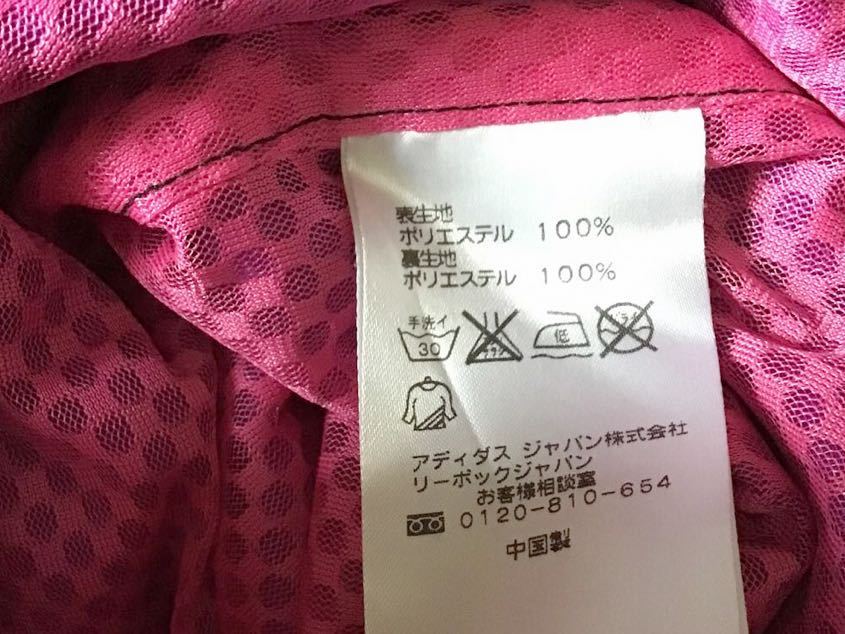 表生地
ポリエステル 100%
裏生地
ポリエステル 100%
手洗イ
30
低
アディダス ジャパン株式会社
リーボックジャパン
お客様相談室
0120-810-654
中国製